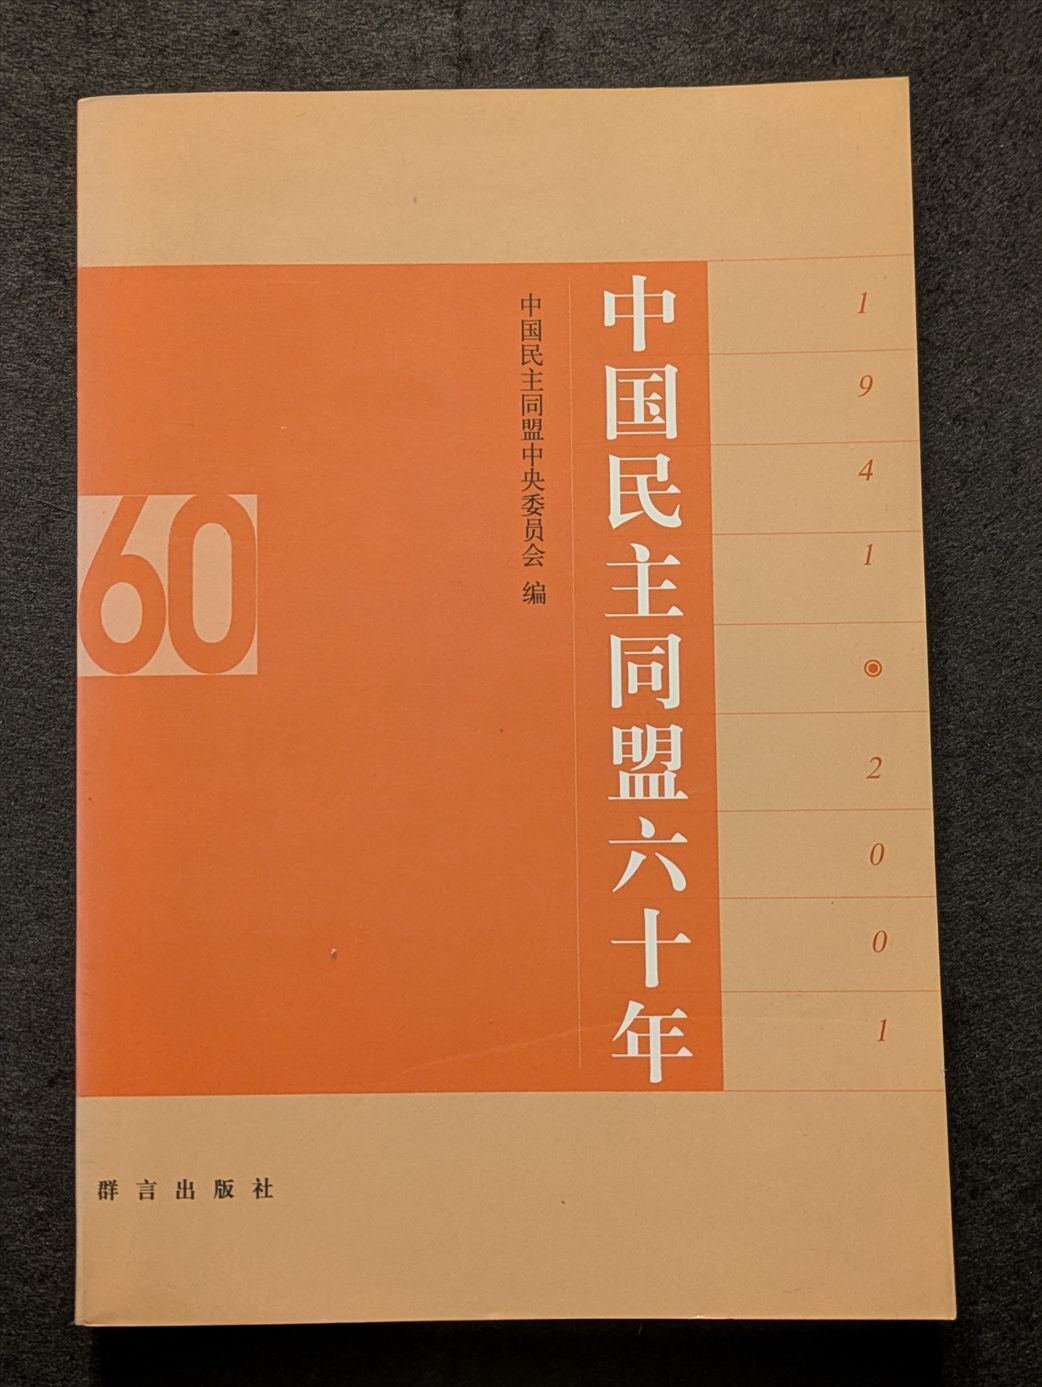 中国民主同盟六十年
中国民主同盟中央委员会 编
1941◉2001
60
群言出版社